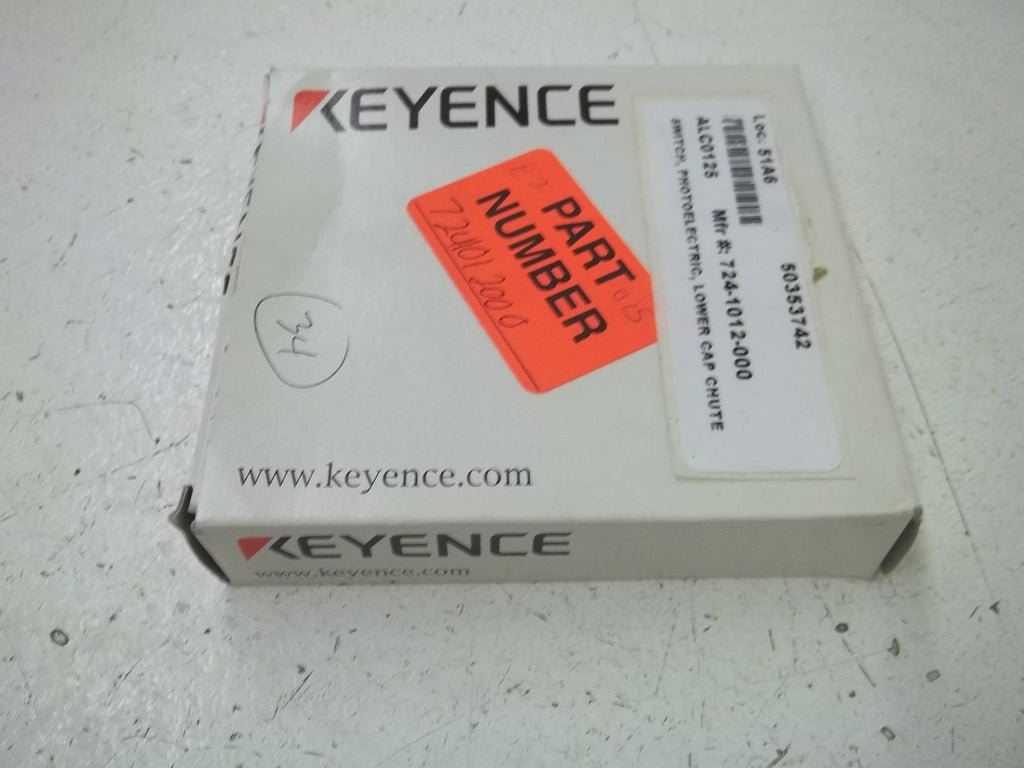 KEYENCE
PART
NUMBER
34
Loc: 51A6
50353742
ALC0125 Mfr #: 724-1012-000
SWITCH, PHOTOELECTRIC, LOWER CAP CHUTE
www.keyence.com
KEYENCE
www.keyence.com